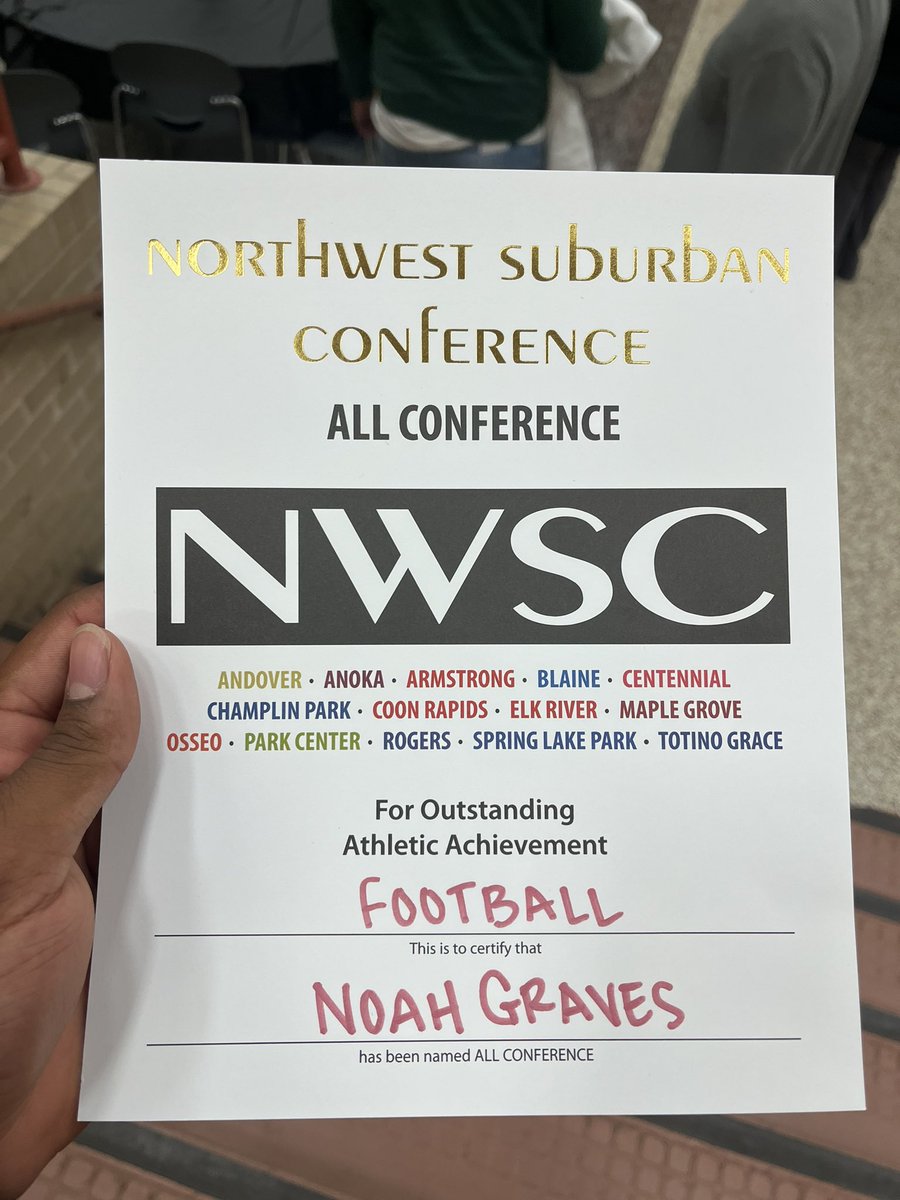 NORThWEST SUbURbAN
CONfERENCE
ALL CONFERENCE
NWSC
ANDOVER · ANOKA · ARMSTRONG · BLAINE · CENTENNIAL
CHAMPLIN PARK · COON RAPIDS · ELK RIVER · MAPLE GROVE
OSSEO · PARK CENTER · ROGERS · SPRING LAKE PARK · TOTINO GRACE
For Outstanding
Athletic Achievement
FOOTBALL
This is to certify that
NOAH GRAVES
has been named ALL CONFERENCE